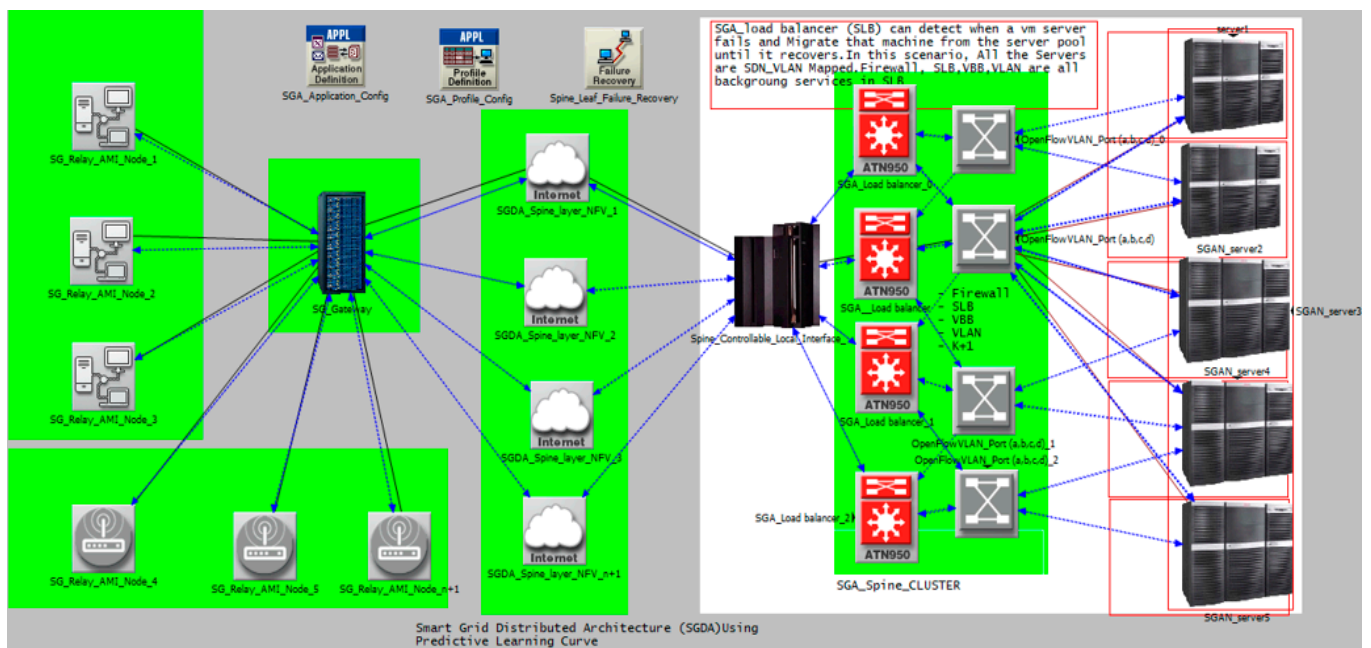 APPL
Application
Definition
SGA_Application_Config
APPL
Profile
Definition
SGA_Profile_Config
Failure
Recovery
Spine_Leaf_Failure_Recovery
SGA_load balancer (SLB) can detect when a vm server
fails and Migrate that machine from the server pool
until it recovers.In this scenario, All the Servers
are SDN_VLAN Mapped.Firewall, SLB,VBB,VLAN are all
backgroung services in SLB
server1
SG_Relay_AMI_Node_1
SG_Relay_AMI_Node_2
SG_Relay_AMI_Node_3
SG_Relay_AMI_Node_4
SG_Relay_AMI_Node_5
SG_Relay_AMI_Node_n+1
SG_Gateway
Internet
SGDA_Spine_layer_NFV_1
Internet
SGDA_Spine_layer_NFV_2
Internet
SGDA_Spine_layer_NFV_3
Internet
SGDA_Spine_layer_NFV_n+1
Spine_Controllable_Local_Interface_
ATN950
SGA_Load balancer_0
ATN950
SGA__Load balancer
ATN950
SGA_Load balancer_1
ATN950
SGA_Load balancer_2
OpenFlowVLAN_Port (a,b,c,d)_0
OpenFlowVLAN_Port (a,b,c,d)
- Firewall
- SLB
- VBB
- VLAN
K+1
OpenFlowVLAN_Port (a,b,c,d)_1
OpenFlowVLAN_Port (a,b,c,d)_2
SGA_Spine_CLUSTER
SGAN_server2
SGAN_server3
SGAN_server4
SGAN_server5
Smart Grid Distributed Architecture (SGDA)Using
Predictive Learning Curve